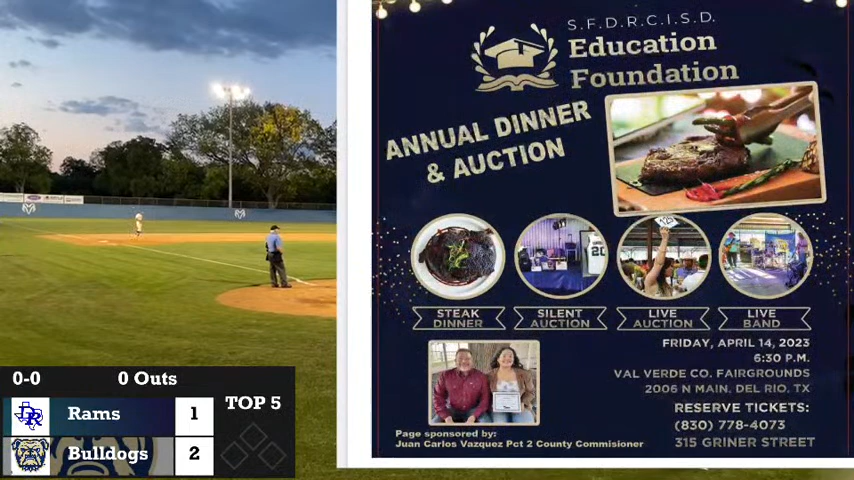 S.F.D.R.C.I.S.D.
Education
Foundation
ANNUAL DINNER
& AUCTION
20
STEAK
DINNER
SILENT
AUCTION
LIVE
AUCTION
LIVE
BAND
FRIDAY, APRIL 14, 2023
6:30 P.M.
VAL VERDE CO. FAIRGROUNDS
2006 N MAIN, DEL RIO, TX
RESERVE TICKETS:
(830) 778-4073
315 GRINER STREET
Page sponsored by:
Juan Carlos Vazquez Pct 2 County Commisioner
0-0 0 Outs
TOP 5
DR Rams 1
Bulldogs 2